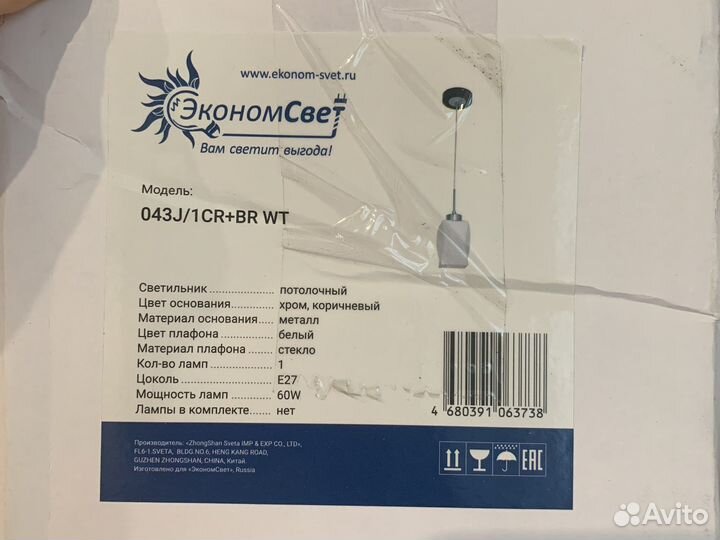 www.ekonom-svet.ru
ЭкономСвет
Вам светит выгода!
Модель:
043J/1CR+BR WT
Светильник.................. потолочный
Цвет основания........... хром, коричневый
Материал основания..... металл
Цвет плафона............... белый
Материал плафона........ стекло
Кол-во ламп................. 1
Цоколь.......................... E27
Мощность ламп............ 60W
Лампы в комплекте...... нет
4 680391 063738
Производитель: «ZhongShan Sveta IMP & EXP CO., LTD»,
FL6-1.SVETA, BLDG.NO.6, HENG KANG ROAD,
GUZHEN ZHONGSHAN, CHINA, Китай.
Изготовлено для «ЭкономСвет», Russia
EAC
Avito